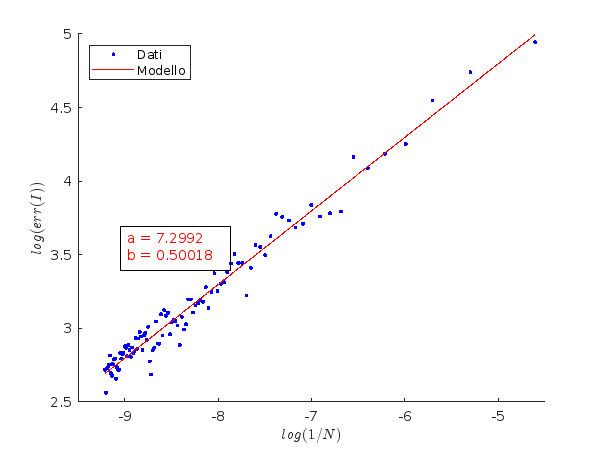 5
4.5
4
3.5
3
2.5
log(err(I))
Dati
Modello
a = 7.2992
b = 0.50018
-9 -8 -7 -6 -5
log(1/N)